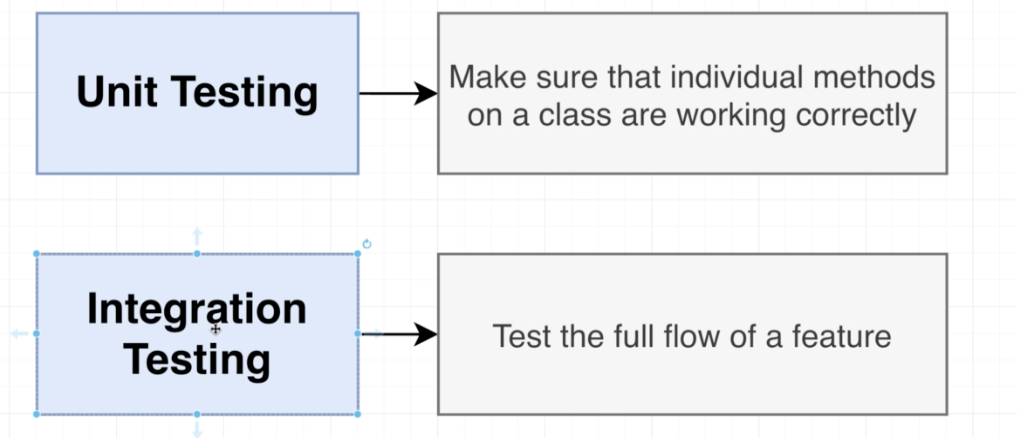 Unit Testing
Make sure that individual methods
on a class are working correctly
Integration
Testing
Test the full flow of a feature